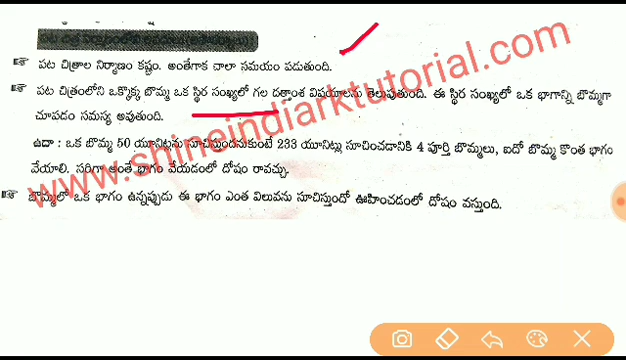 పట చిత్రాల నిర్మాణం కష్టం. అంతేగాక చాలా సమయం పడుతుంది.
పట చిత్రంలోని ఒక్కొక్క బొమ్మ ఒక స్థిర సంఖ్యలో గల దత్తాంశ విషయాలను తెలుపుతుంది. ఈ స్థిర సంఖ్యలో ఒక భాగాన్ని బొమ్మగా
చూపడం సమస్య అవుతుంది.
ఉదా : ఒక బొమ్మ 50 యూనిట్లను సూచిస్తుందనుకుంటే 233 యూనిట్లు సూచించడానికి 4 పూర్తి బొమ్మలు, ఐదో బొమ్మ కొంత భాగం
వేయాలి. సరిగా అంతే భాగం వేయడంలో దోషం రావచ్చు.
బొమ్మలో ఒక భాగం ఉన్నప్పుడు ఈ భాగం ఎంత విలువను సూచిస్తుందో ఊహించడంలో దోషం వస్తుంది.
www.shineindiarktutorial.com